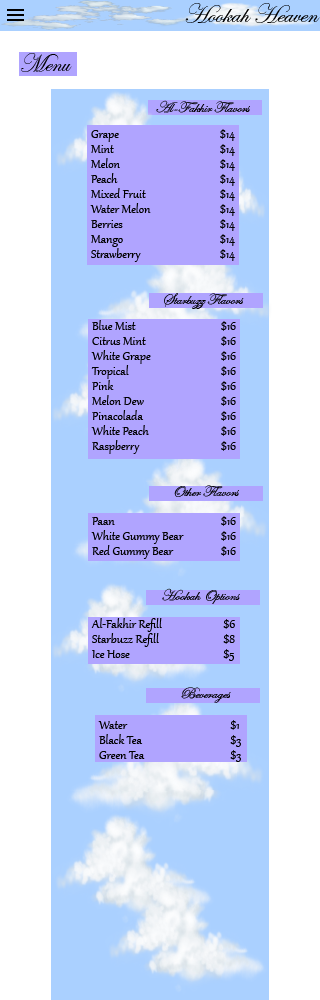 Hookah Heaven
Menu
Al-Fakhir Flavors
Grape $14
Mint $14
Melon $14
Peach $14
Mixed Fruit $14
Water Melon $14
Berries $14
Mango $14
Strawberry $14
Starbuzz Flavors
Blue Mist $16
Citrus Mint $16
White Grape $16
Tropical $16
Pink $16
Melon Dew $16
Pinacolada $16
White Peach $16
Raspberry $16
Other Flavors
Paan $16
White Gummy Bear $16
Red Gummy Bear $16
Hookah Options
Al-Fakhir Refill $6
Starbuzz Refill $8
Ice Hose $5
Beverages
Water $1
Black Tea $3
Green Tea $3